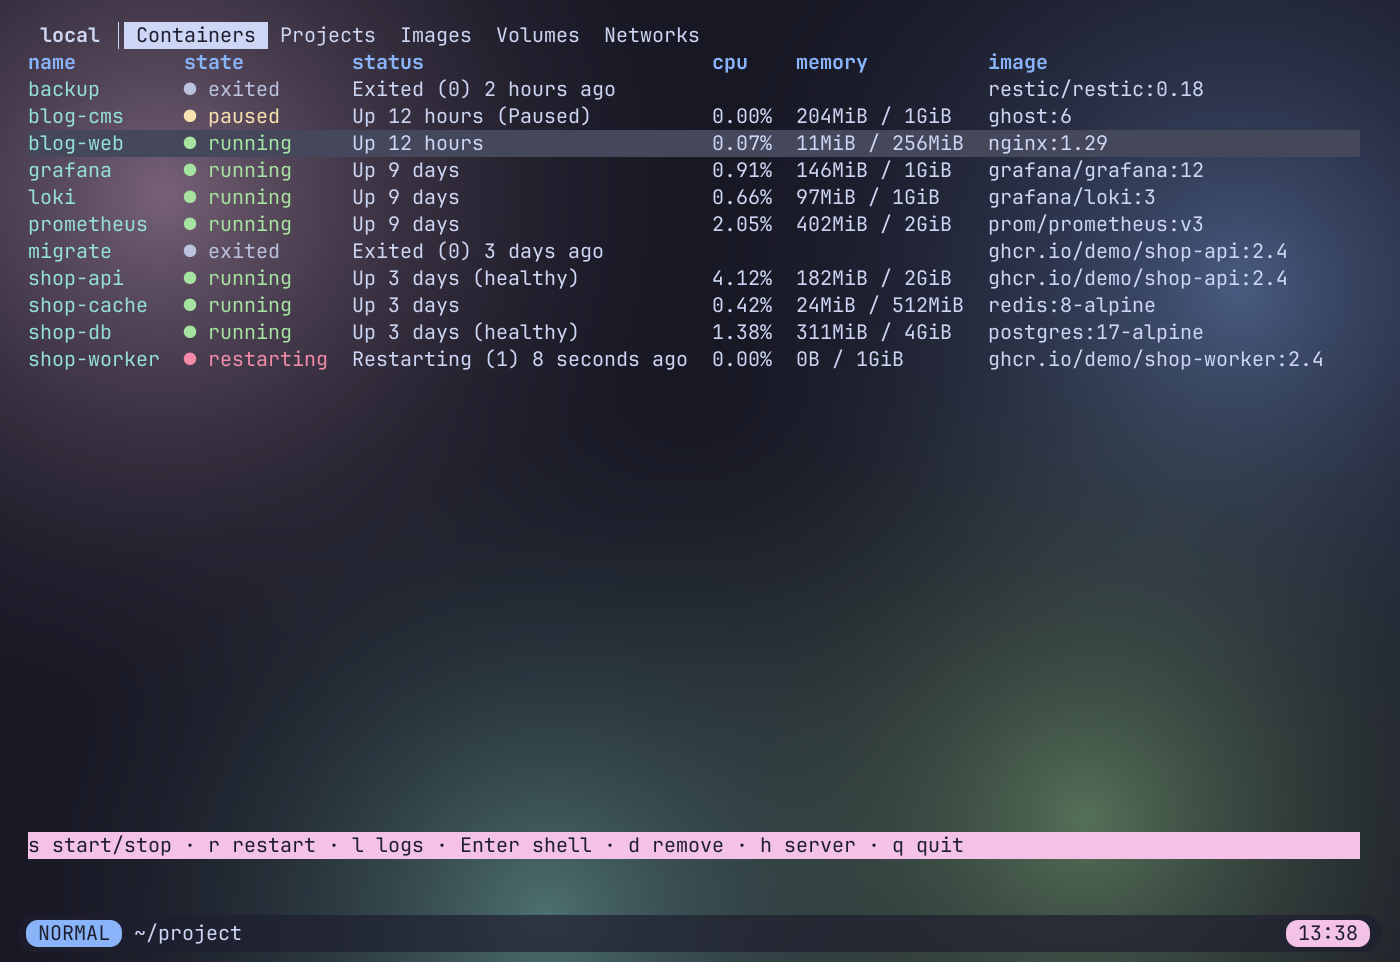 local Containers Projects Images Volumes Networks
name state status cpu memory image
backup ● exited Exited (0) 2 hours ago restic/restic:0.18
blog-cms ● paused Up 12 hours (Paused) 0.00% 204MiB / 1GiB ghost:6
blog-web ● running Up 12 hours 0.07% 11MiB / 256MiB nginx:1.29
grafana ● running Up 9 days 0.91% 146MiB / 1GiB grafana/grafana:12
loki ● running Up 9 days 0.66% 97MiB / 1GiB grafana/loki:3
prometheus ● running Up 9 days 2.05% 402MiB / 2GiB prom/prometheus:v3
migrate ● exited Exited (0) 3 days ago ghcr.io/demo/shop-api:2.4
shop-api ● running Up 3 days (healthy) 4.12% 182MiB / 2GiB ghcr.io/demo/shop-api:2.4
shop-cache ● running Up 3 days 0.42% 24MiB / 512MiB redis:8-alpine
shop-db ● running Up 3 days (healthy) 1.38% 311MiB / 4GiB postgres:17-alpine
shop-worker ● restarting Restarting (1) 8 seconds ago 0.00% 0B / 1GiB ghcr.io/demo/shop-worker:2.4
s start/stop · r restart · l logs · Enter shell · d remove · h server · q quit
NORMAL ~/project 13:38